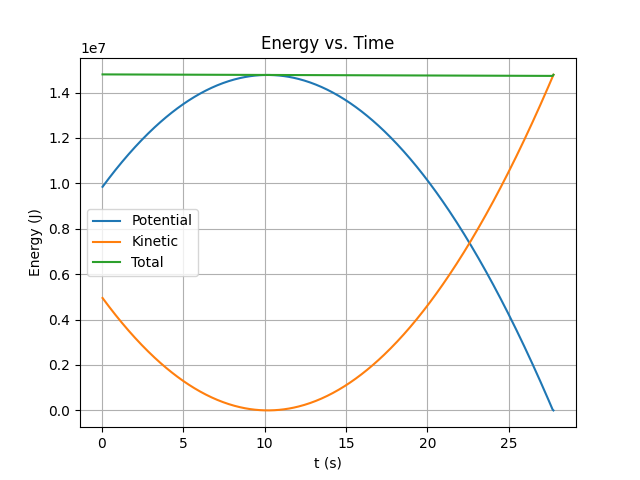 Energy vs. Time
1e7
1.4
1.2
1.0
0.8
0.6
0.4
0.2
0.0
Energy (J)
Potential
Kinetic
Total
0 5 10 15 20 25
t (s)